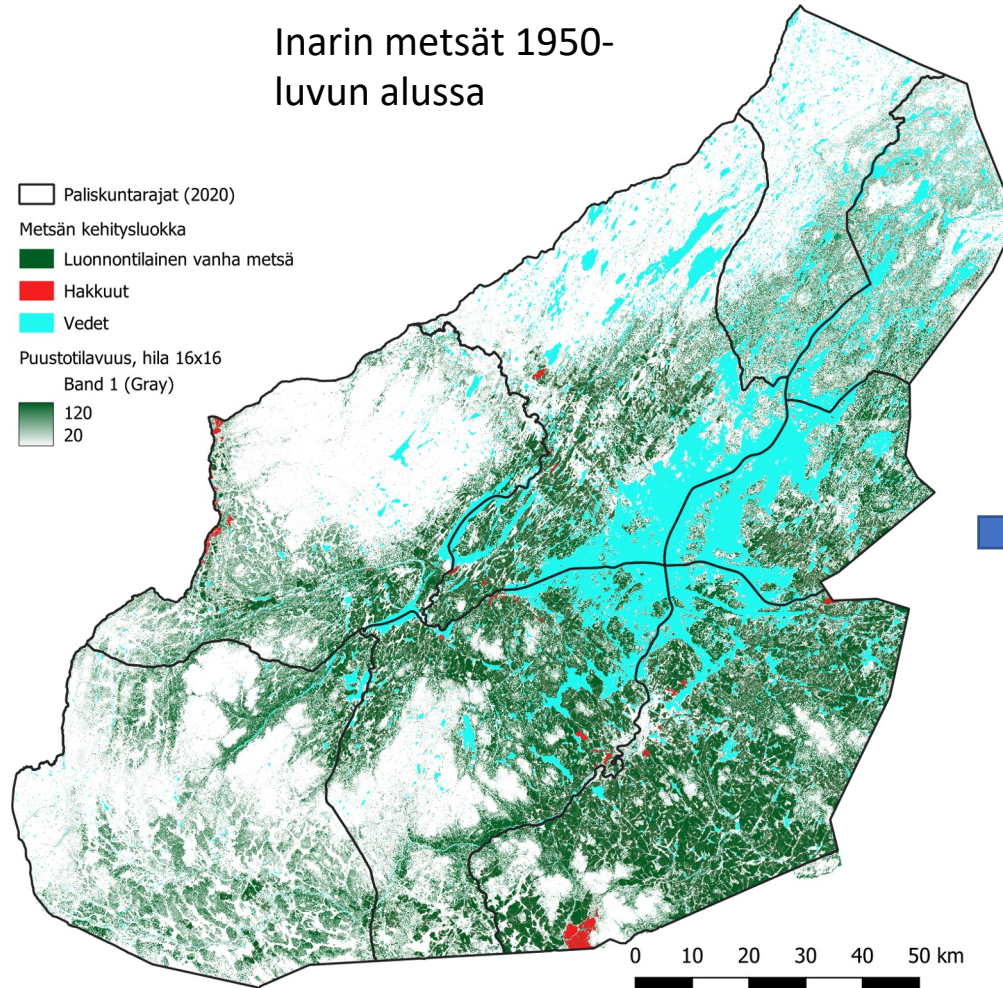 Inarin metsät 1950-
luvun alussa
Paliskuntarajat (2020)
Metsän kehitysluokka
Luonnontilainen vanha metsä
Hakkuut
Vedet
Puustotilavuus, hila 16x16
Band 1 (Gray)
120
20
0 10 20 30 40 50 km